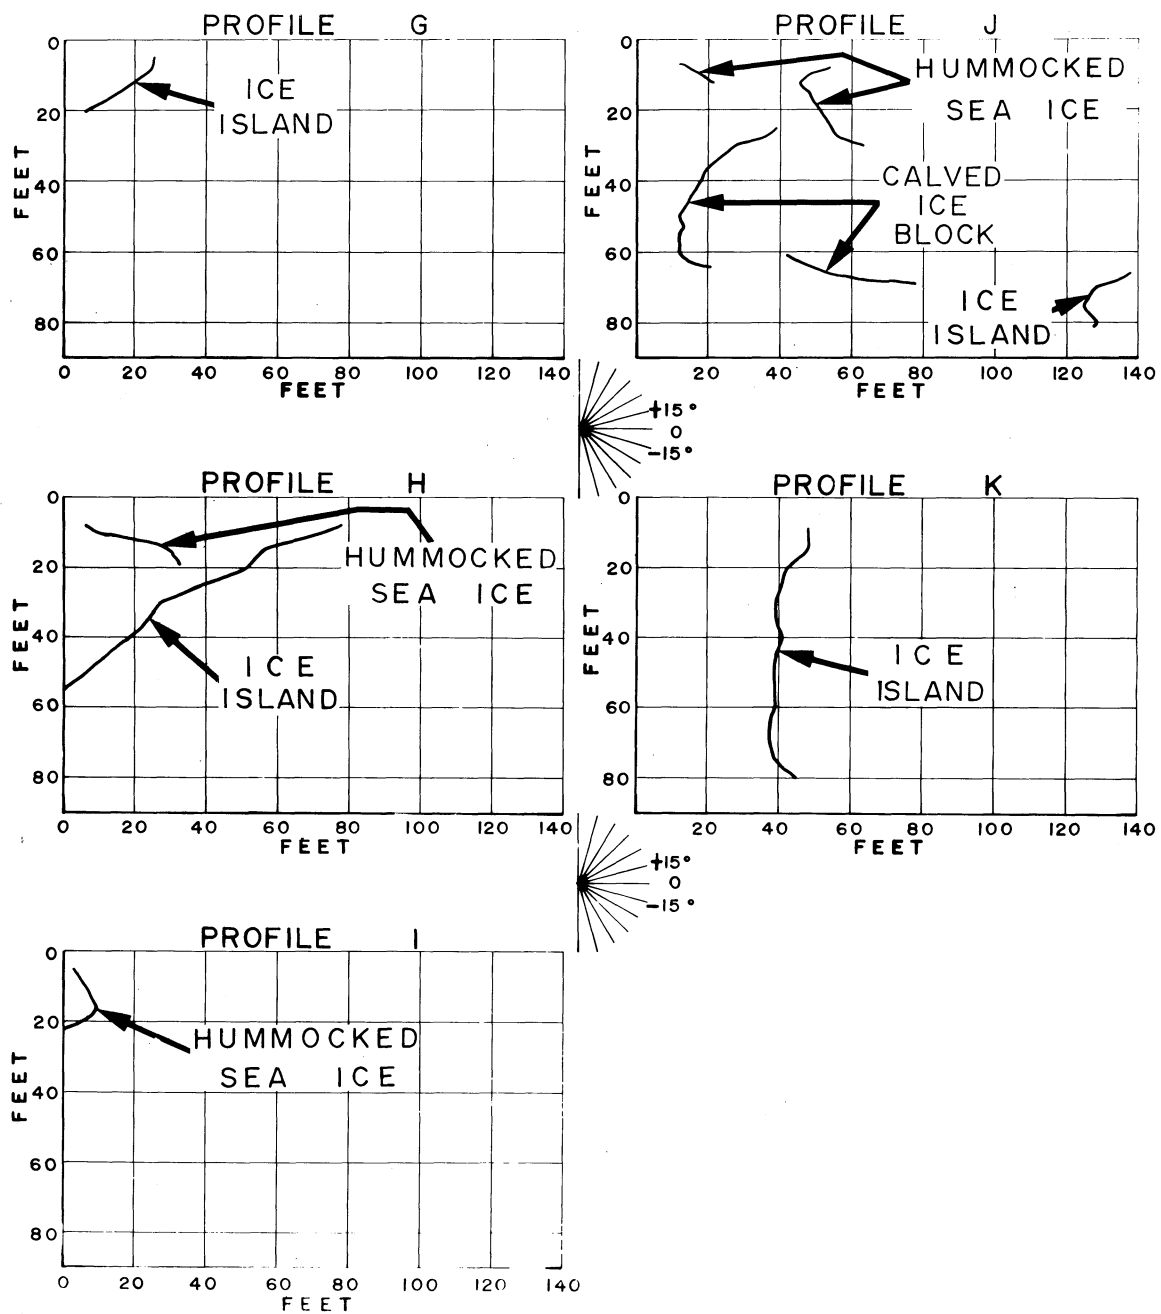 PROFILE G
0
20
40
60
80
FEET
ICE
ISLAND
0 20 40 60 80 100 120 140
FEET
PROFILE J
0
20
40
60
80
FEET
HUMMOCKED
SEA ICE
CALVED
ICE
BLOCK
ICE
ISLAND
20 40 60 80 100 120 140
FEET
+15°
0
-15°
PROFILE H
0
20
40
60
80
FEET
HUMMOCKED
SEA ICE
ICE
ISLAND
0 20 40 60 80 100 120 140
FEET
PROFILE K
0
20
40
60
80
FEET
ICE
ISLAND
20 40 60 80 100 120 140
FEET
+15°
0
-15°
PROFILE I
0
20
40
60
80
FEET
HUMMOCKED
SEA ICE
0 20 40 60 80 100 120 140
FEET